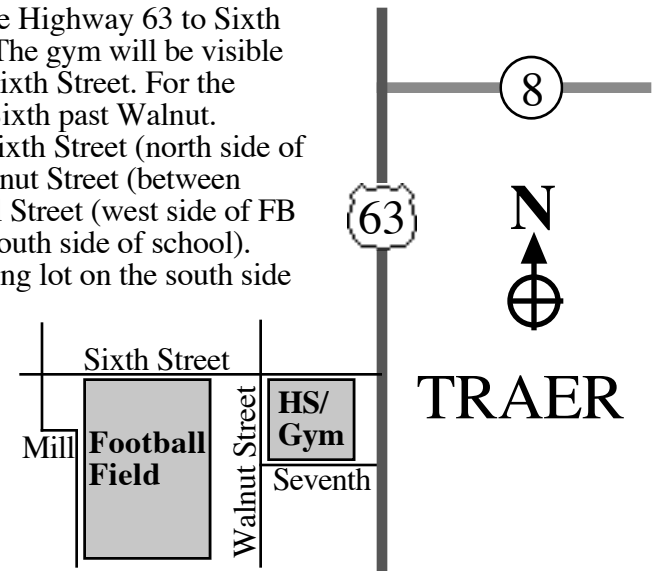 e Highway 63 to Sixth
The gym will be visible
ixth Street. For the
ixth past Walnut.
ixth Street (north side of
nut Street (between
Street (west side of FB
outh side of school).
ng lot on the south side
8
63
N
TRAER
Sixth Street
Mill
Football
Field
Walnut Street
HS/
Gym
Seventh